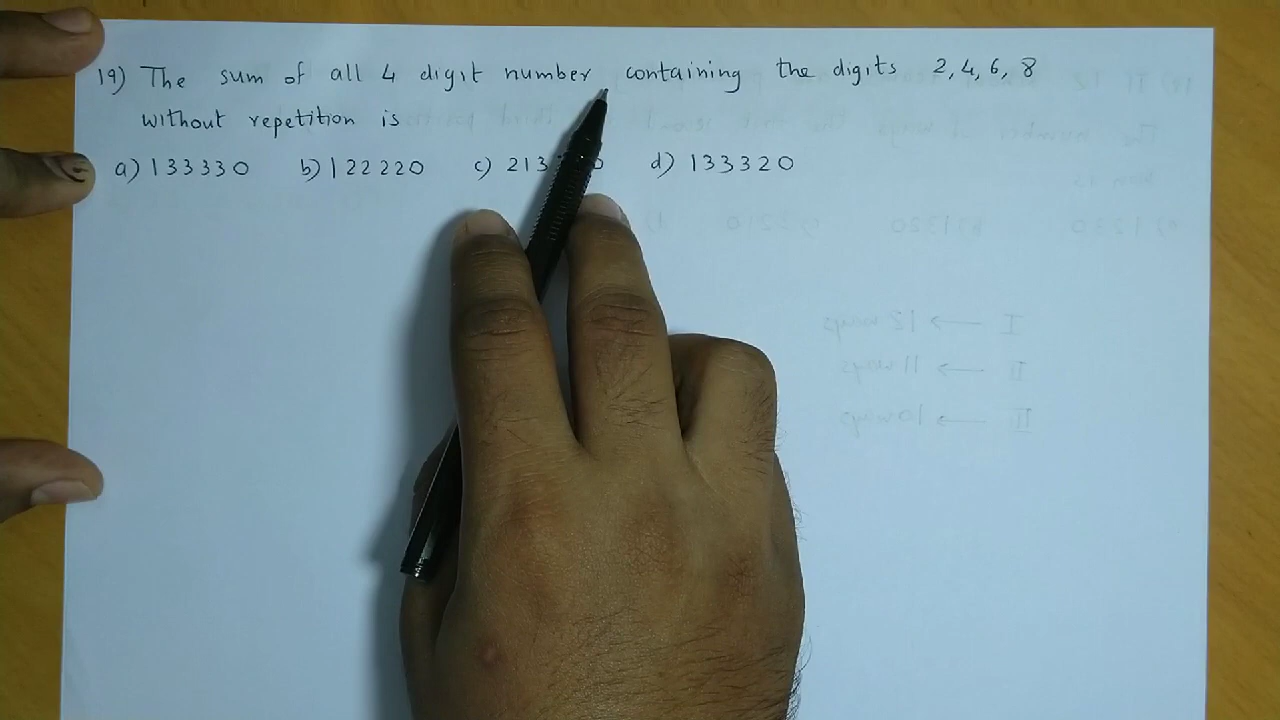 19) The sum of all 4 digit number containing the digits 2, 4, 6, 8
without repetition is
a) 133330 b) 122220 c) d) 133320